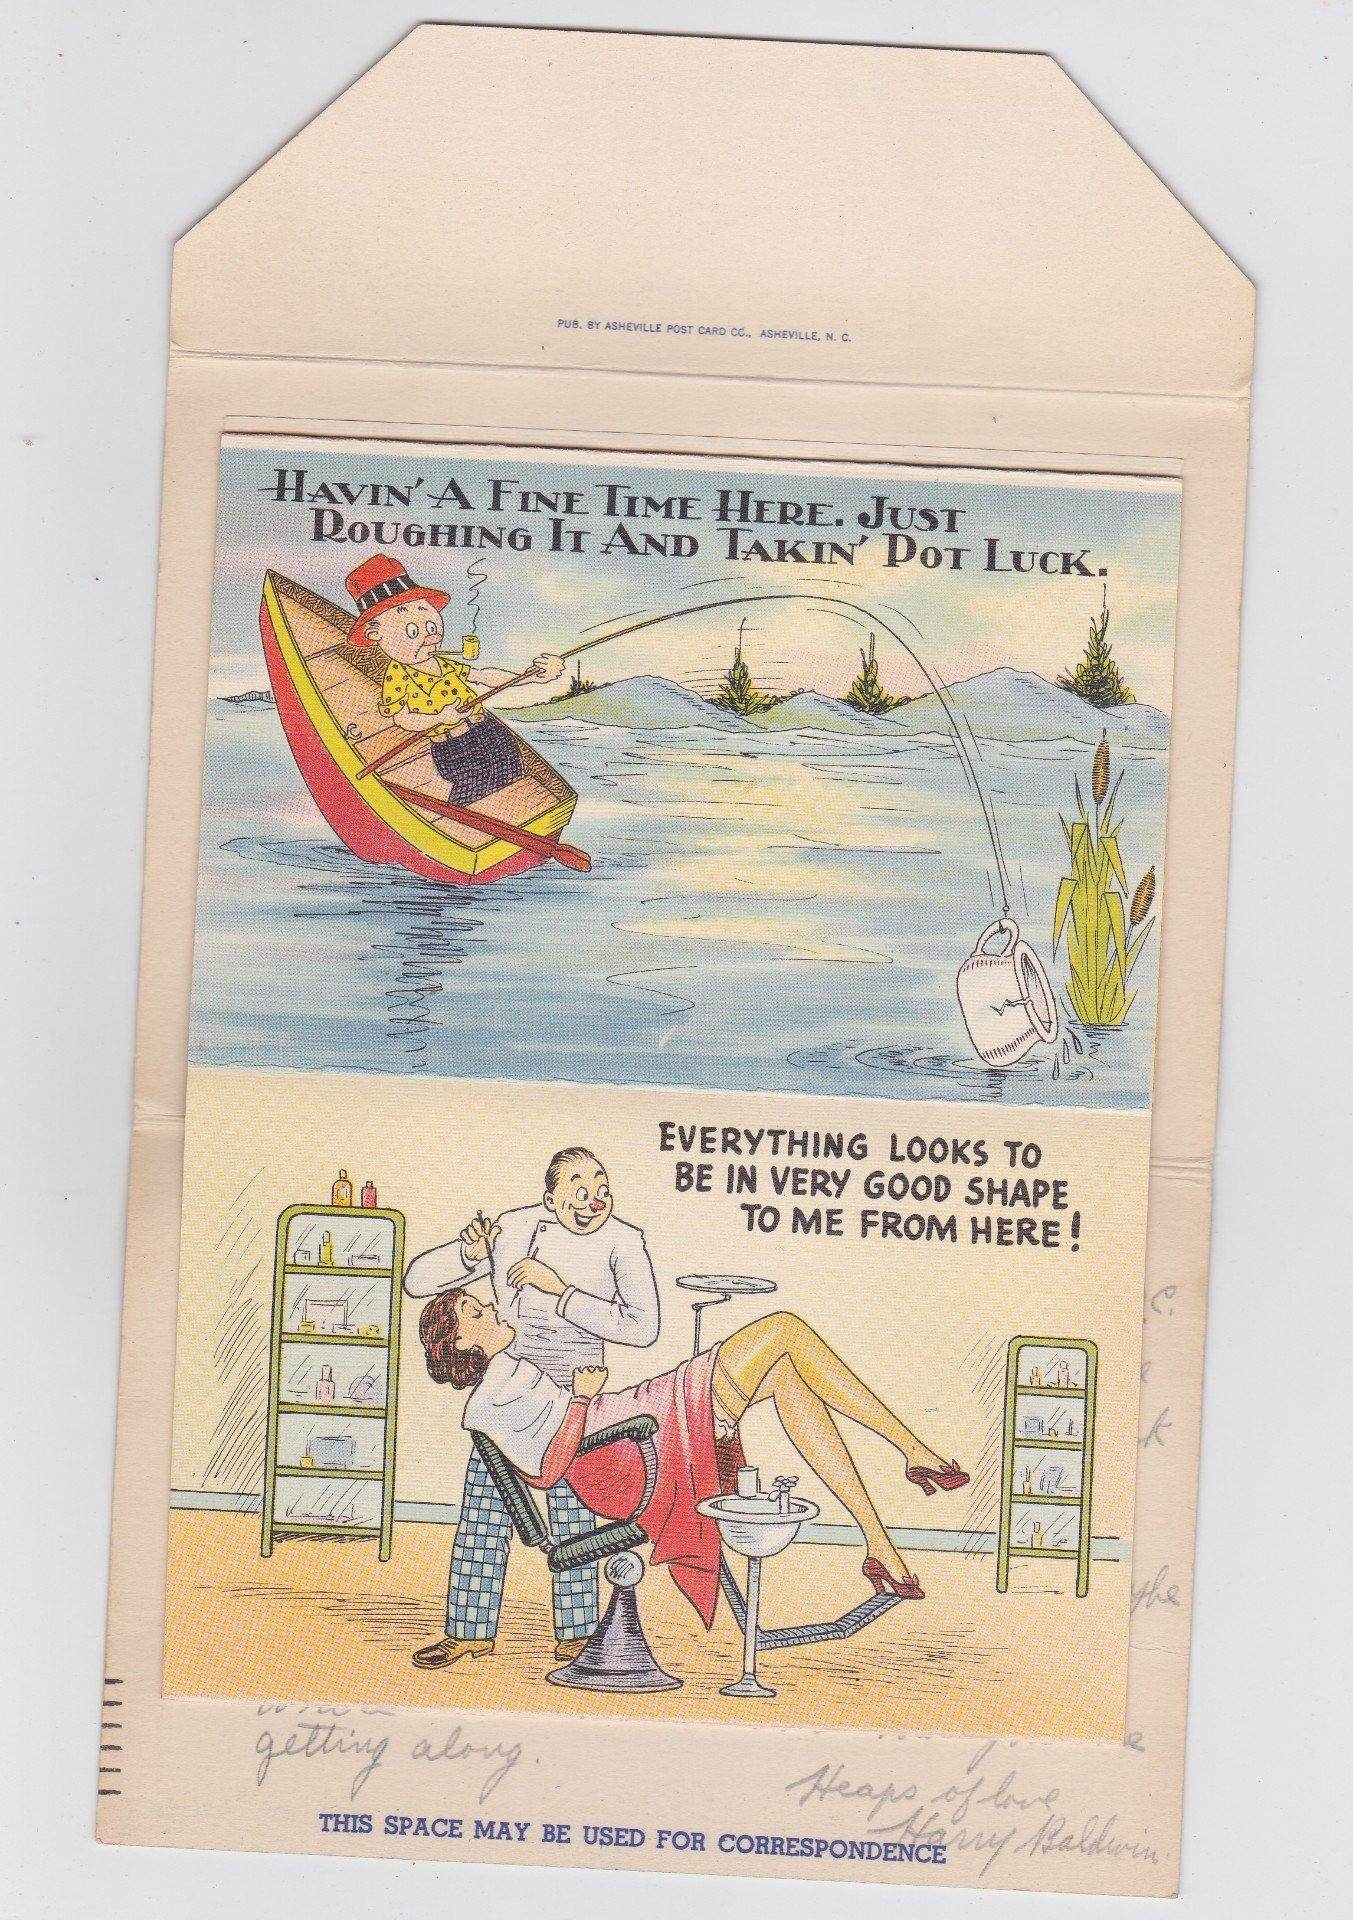 PUB. BY ASHEVILLE POST CARD CO., ASHEVILLE, N. C.
HAVIN' A FINE TIME HERE. JUST
ROUGHING IT AND TAKIN' POT LUCK.
EVERYTHING LOOKS TO
BE IN VERY GOOD SHAPE
TO ME FROM HERE!
C.
the
getting along.
Heaps of love
Harry Baldwin.
THIS SPACE MAY BE USED FOR CORRESPONDENCE